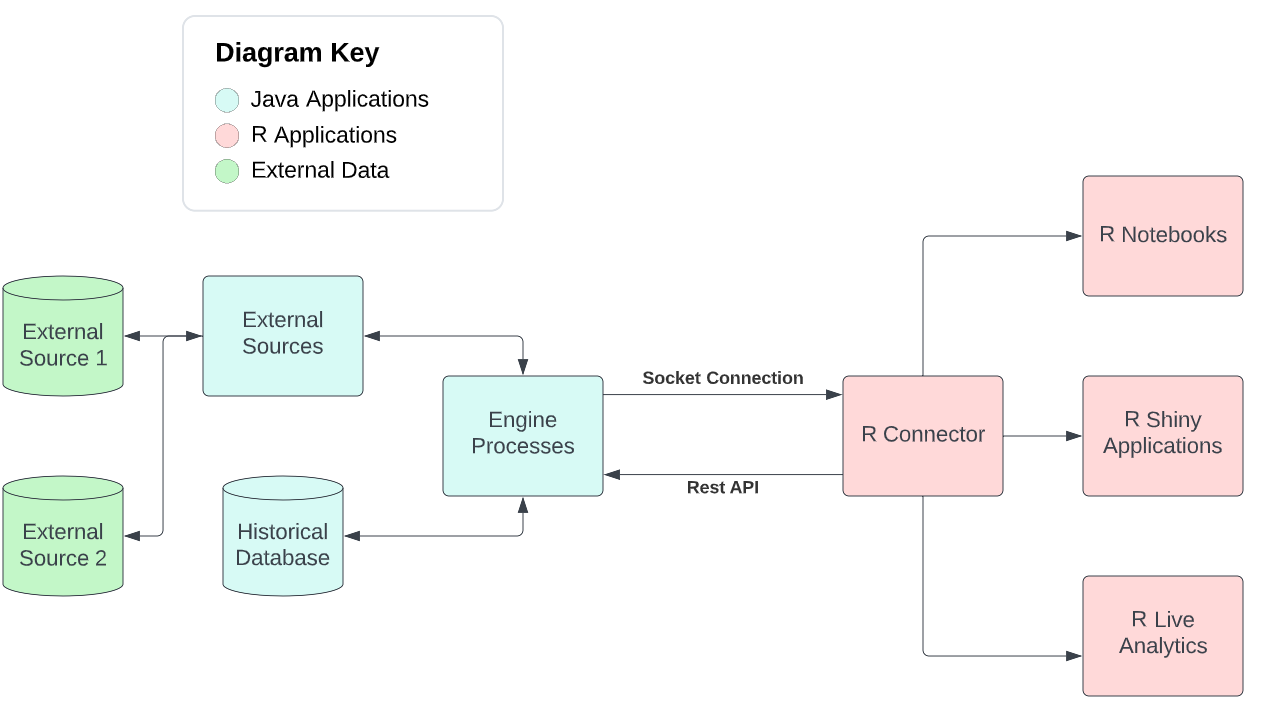 Diagram Key
Java Applications
R Applications
External Data
R Notebooks
External
Source 1
External
Sources
Socket Connection
Engine
Processes
R Connector
R Shiny
Applications
Rest API
External
Source 2
Historical
Database
R Live
Analytics